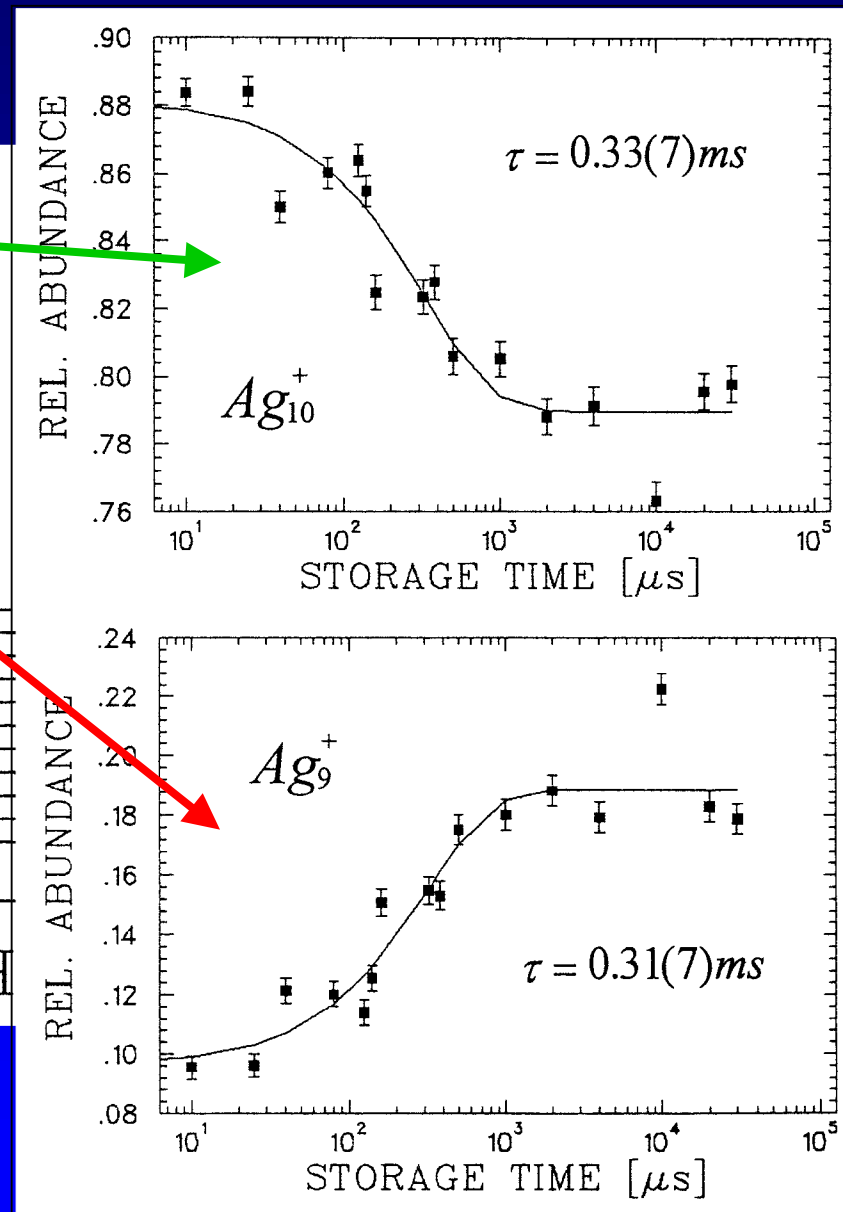 .90
.88
.86
.84
.82
.80
.78
.76
REL. ABUNDANCE
τ = 0.33(7)ms
Ag₁₀⁺
10¹ 10² 10³ 10⁴ 10⁵
STORAGE TIME [μs]
.24
.22
.20
.18
.16
.14
.12
.10
.08
REL. ABUNDANCE
Ag₉⁺
τ = 0.31(7)ms
10¹ 10² 10³ 10⁴ 10⁵
STORAGE TIME [μs]